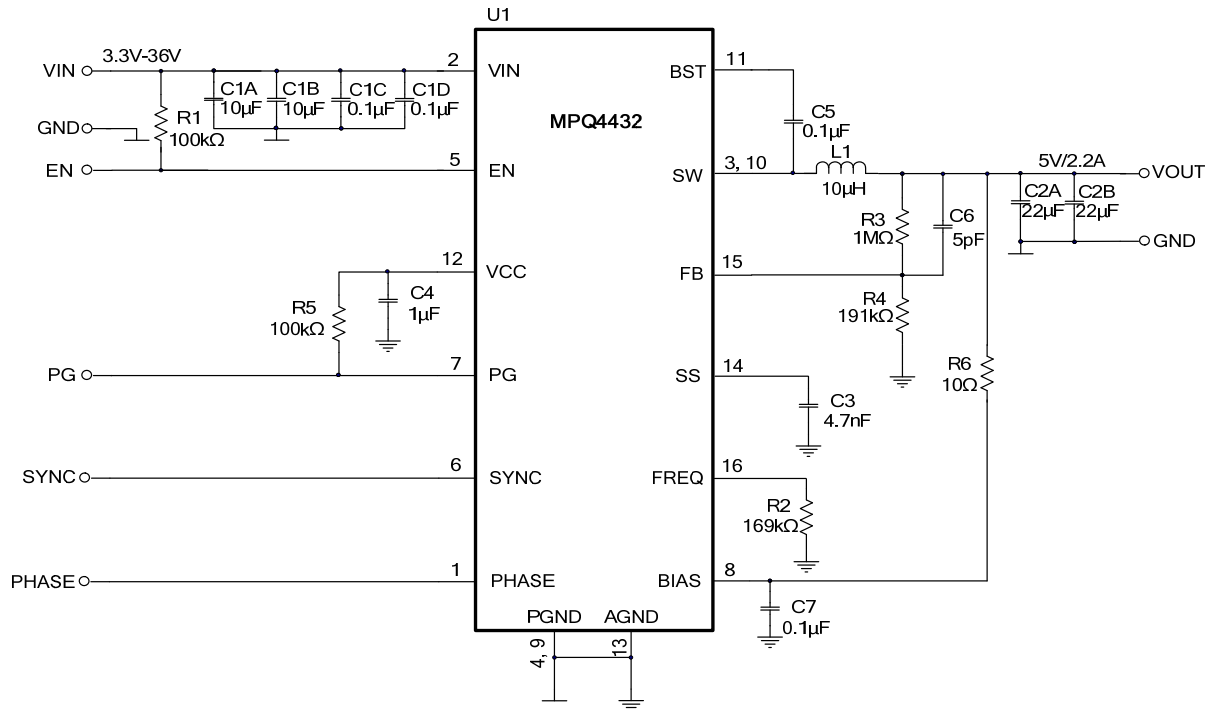 U1
MPQ4432
VIN
3.3V-36V
GND
EN
R1
100kΩ
C1A
10µF
C1B
10µF
C1C
0.1µF
C1D
0.1µF
2
VIN
5
EN
12
VCC
R5
100kΩ
C4
1µF
PG
7
PG
SYNC
6
SYNC
PHASE
1
PHASE
PGND
AGND
4, 9
13
BST
11
C5
0.1µF
SW
3, 10
L1
10µH
5V/2.2A
VOUT
R3
1MΩ
C6
5pF
C2A
22µF
C2B
22µF
GND
FB
15
R4
191kΩ
SS
14
C3
4.7nF
R6
10Ω
FREQ
16
R2
169kΩ
BIAS
8
C7
0.1µF